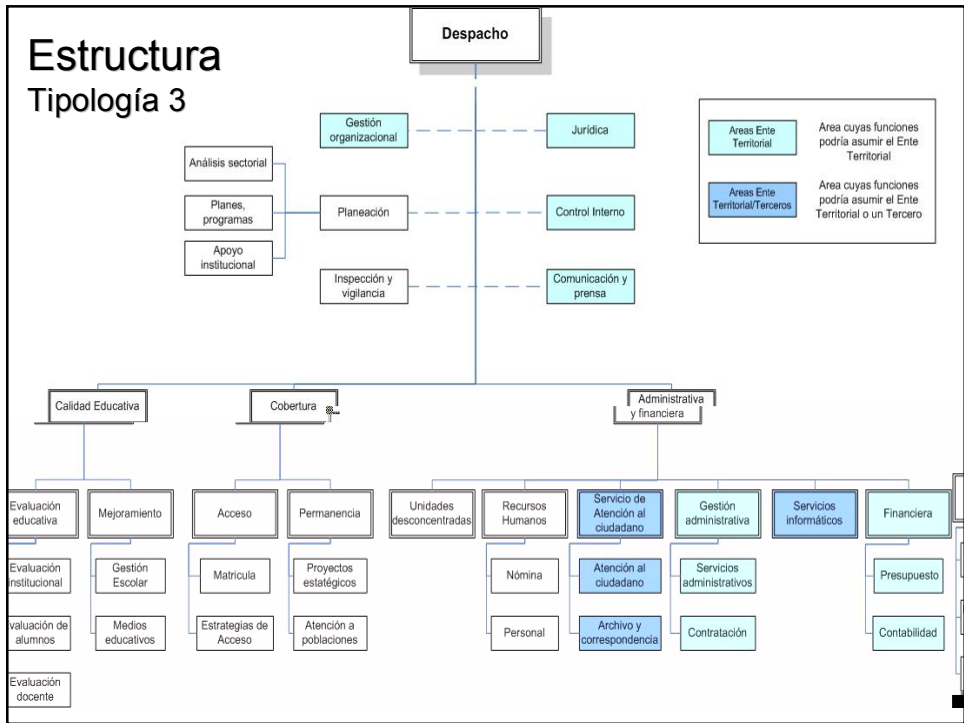 Estructura
Tipología 3
Despacho
Gestión
organizacional
Jurídica
Análisis sectorial
Planes,
programas
Apoyo
institucional
Planeación
Control Interno
Inspección y
vigilancia
Comunicación y
prensa
Areas Ente
Territorial
Area cuyas funciones
podría asumir el Ente
Territorial
Areas Ente
Territorial/Terceros
Area cuyas funciones
podría asumir el Ente
Territorial o un Tercero
Calidad Educativa
Cobertura
Administrativa
y financiera
Evaluación
educativa
Mejoramiento
Acceso
Permanencia
Unidades
desconcentradas
Recursos
Humanos
Servicio de
Atención al
ciudadano
Gestión
administrativa
Servicios
informáticos
Financiera
Evaluación
institucional
Gestión
Escolar
Matricula
Proyectos
estatégicos
Nómina
Atención al
ciudadano
Servicios
administrativos
Presupuesto
valuación de
alumnos
Medios
educativos
Estrategias de
Acceso
Atención a
poblaciones
Personal
Archivo y
correspondencia
Contratación
Contabilidad
Evaluación
docente